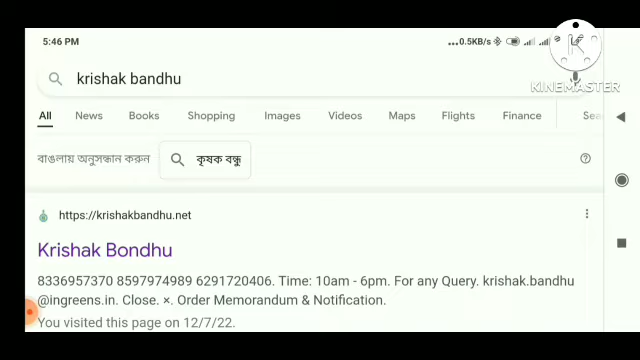 5:46 PM ...0.5KB/s
KINEMASTER
krishak bandhu
All News Books Shopping Images Videos Maps Flights Finance Sea
বাঙলায় অনুসন্ধান করুন কৃষক বন্ধু
https://krishakbandhu.net
Krishak Bondhu
8336957370 8597974989 6291720406. Time: 10am - 6pm. For any Query. krishak.bandhu
@ingreens.in. Close. ×. Order Memorandum & Notification.
You visited this page on 12/7/22.